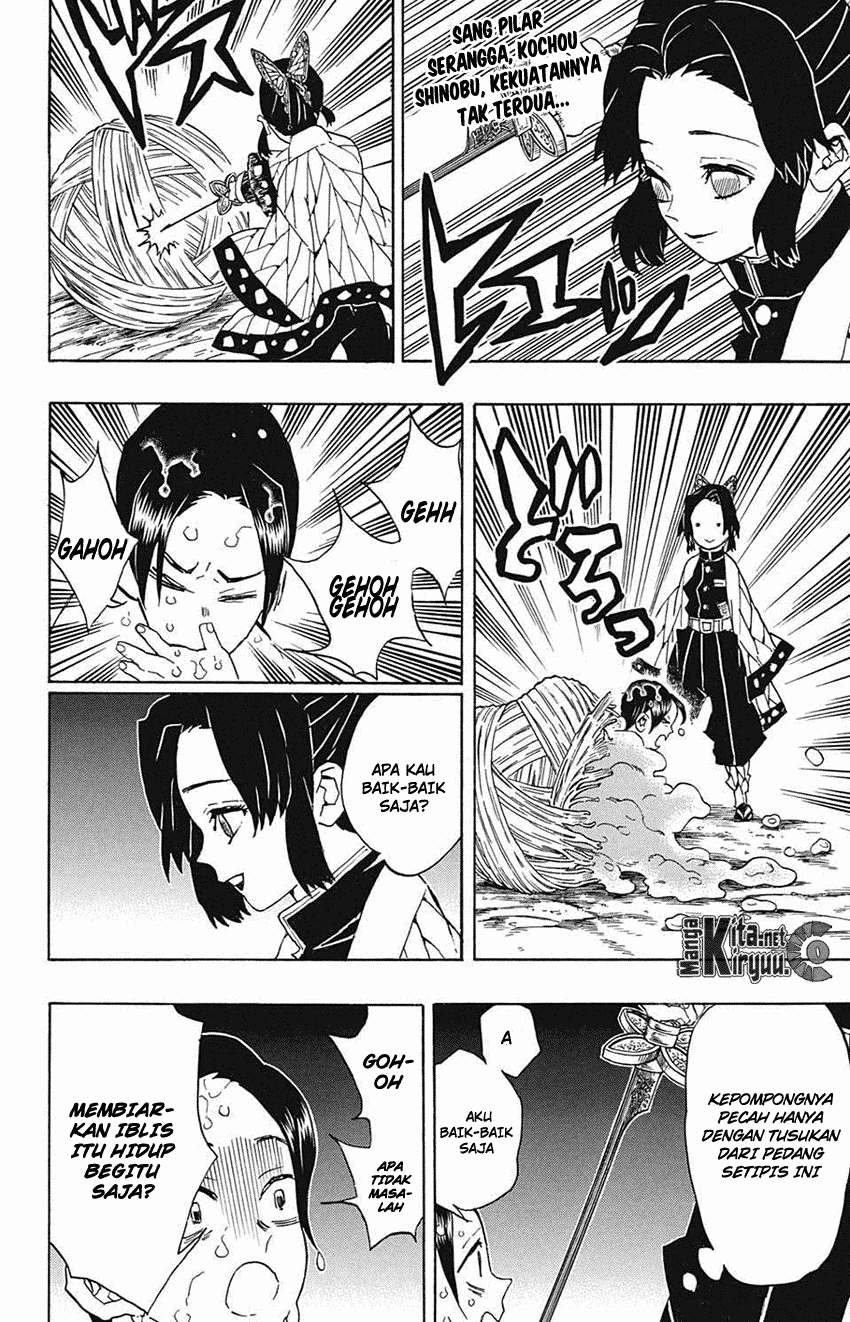 SANG PILAR
SERANGGA, KOCHOU
SHINOBU, KEKUATANNYA
TAK TERDUA...
GEHH
GEHOH
GEHOH
GAHOH
APA KAU
BAIK-BAIK
SAJA?
Manga
Kita.net
Kiryuu.
KEPOMPONGNYA
PECAH HANYA
DENGAN TUSUKAN
DARI PEDANG
SETIPIS INI
A
AKU
BAIK-BAIK
SAJA
GOH-
OH
APA
TIDAK
MASA-
LAH
MEMBIAR-
KAN IBLIS
ITU HIDUP
BEGITU
SAJA?